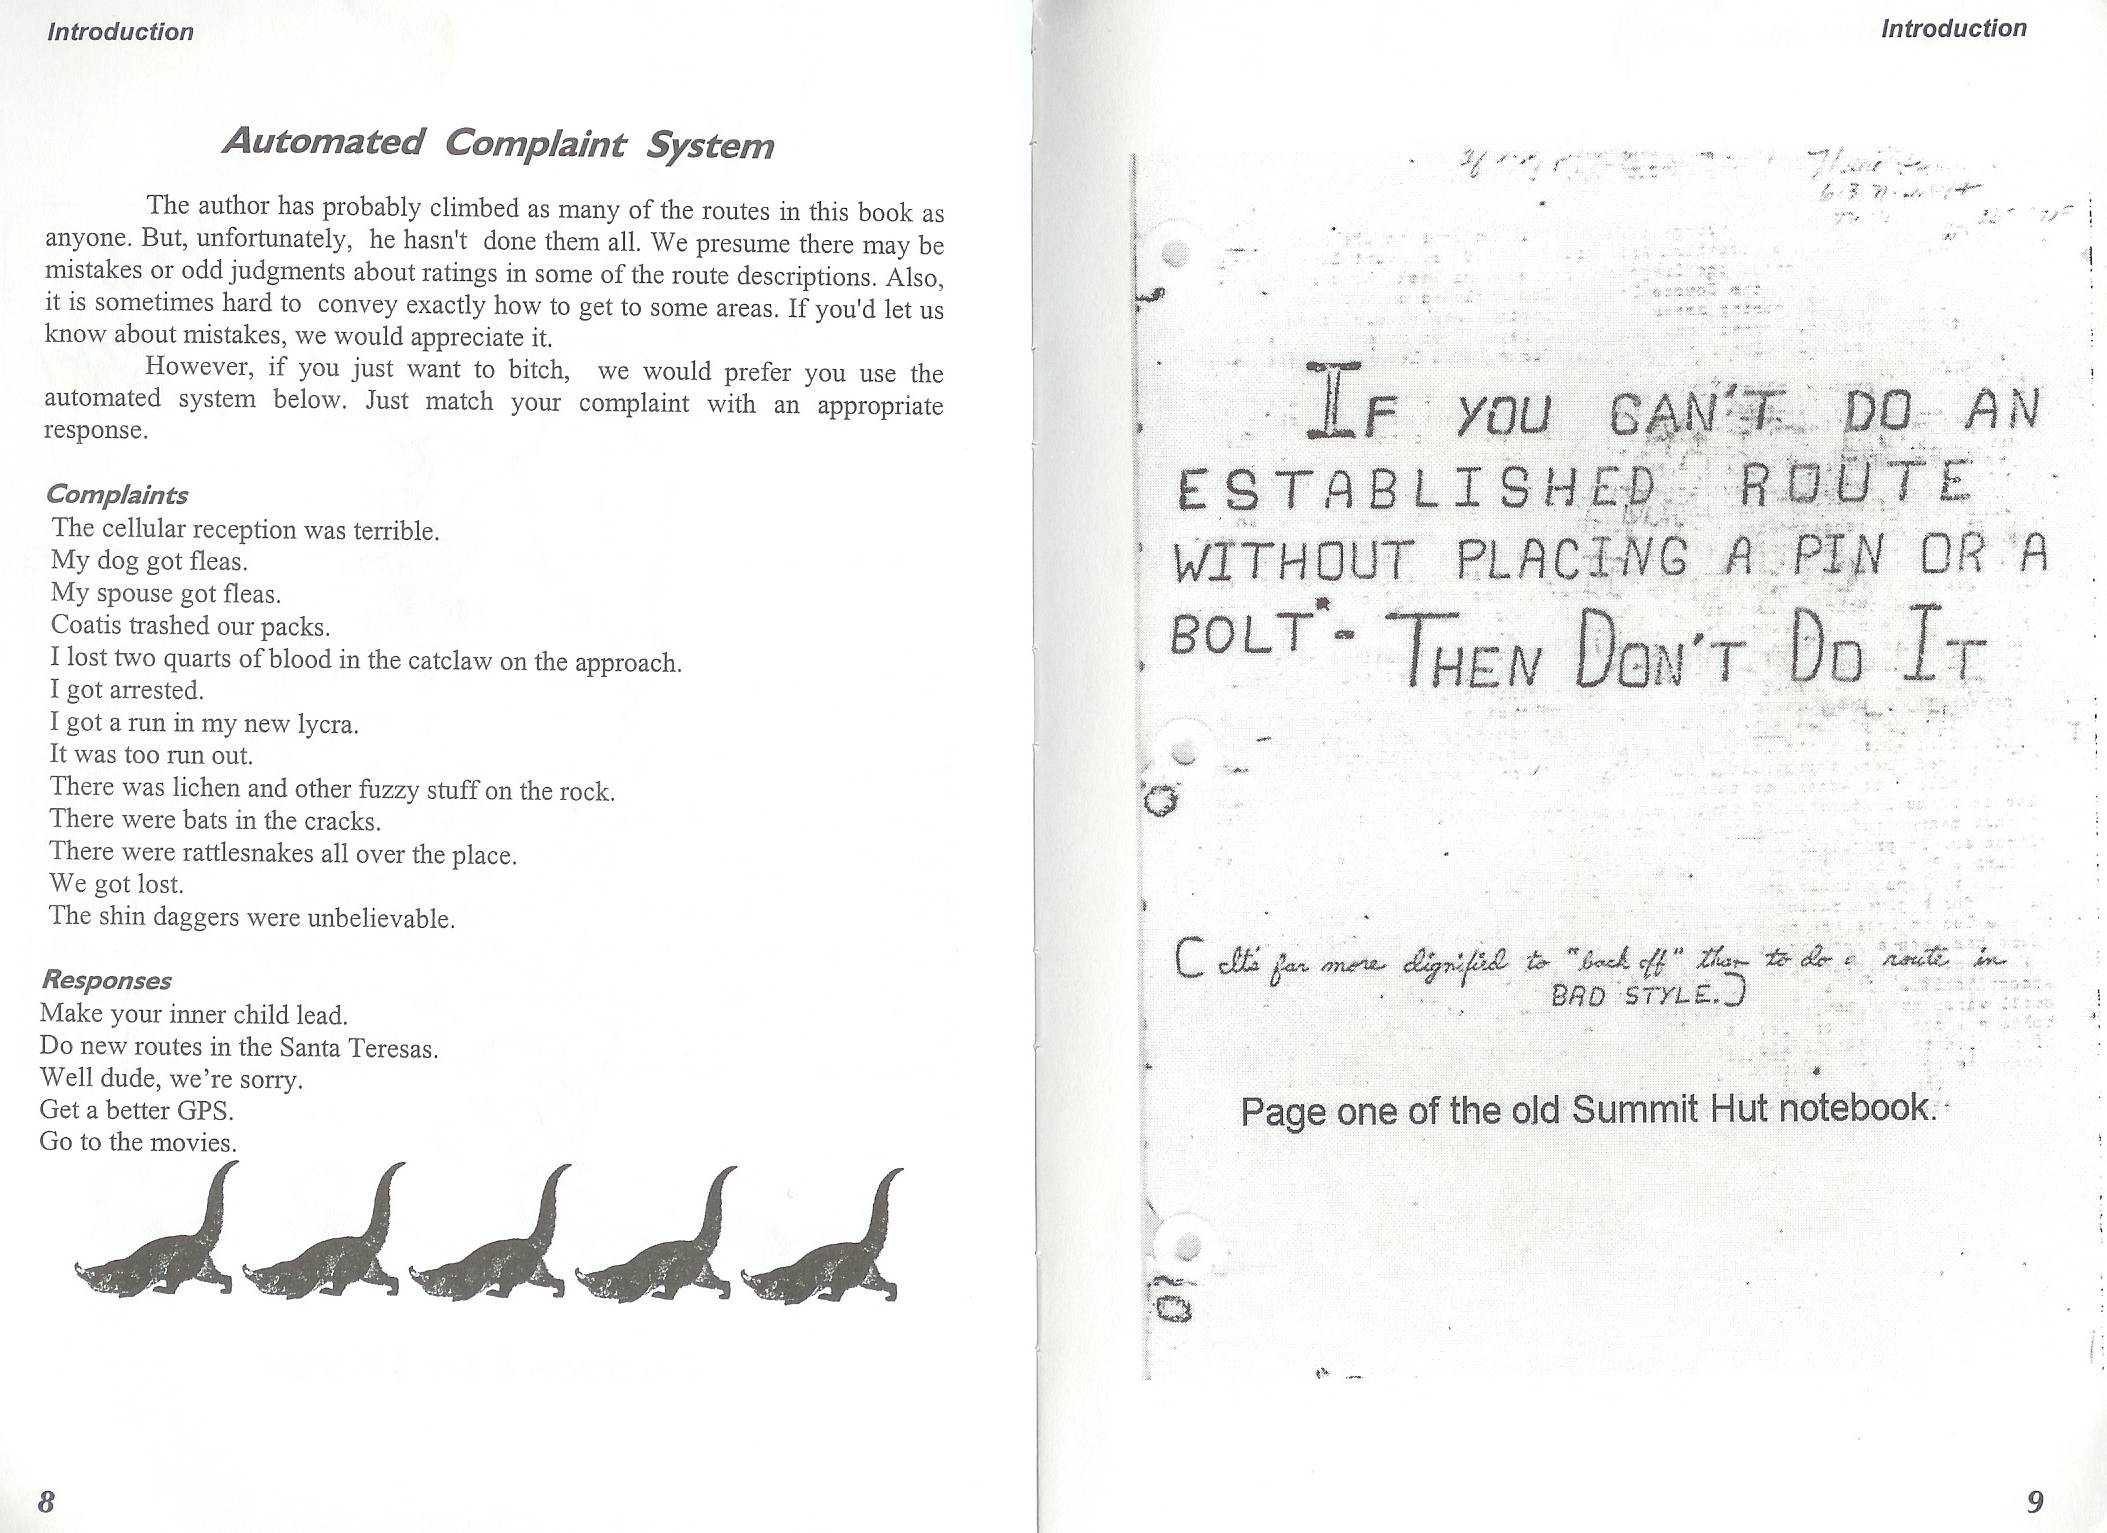 Introduction
Automated Complaint System
The author has probably climbed as many of the routes in this book as
anyone. But, unfortunately, he hasn't done them all. We presume there may be
mistakes or odd judgments about ratings in some of the route descriptions. Also,
it is sometimes hard to convey exactly how to get to some areas. If you'd let us
know about mistakes, we would appreciate it.
However, if you just want to bitch, we would prefer you use the
automated system below. Just match your complaint with an appropriate
response.
Complaints
The cellular reception was terrible.
My dog got fleas.
My spouse got fleas.
Coatis trashed our packs.
I lost two quarts of blood in the catclaw on the approach.
I got arrested.
I got a run in my new lycra.
It was too run out.
There was lichen and other fuzzy stuff on the rock.
There were bats in the cracks.
There were rattlesnakes all over the place.
We got lost.
The shin daggers were unbelievable.
Responses
Make your inner child lead.
Do new routes in the Santa Teresas.
Well dude, we’re sorry.
Get a better GPS.
Go to the movies.
8
Introduction
IF YOU CAN'T DO AN
ESTABLISHED ROUTE
WITHOUT PLACING A PIN OR A
BOLT* - THEN DON'T DO IT
(It's far more dignified to "back off" than to do a route in
BAD STYLE.)
Page one of the old Summit Hut notebook.
9